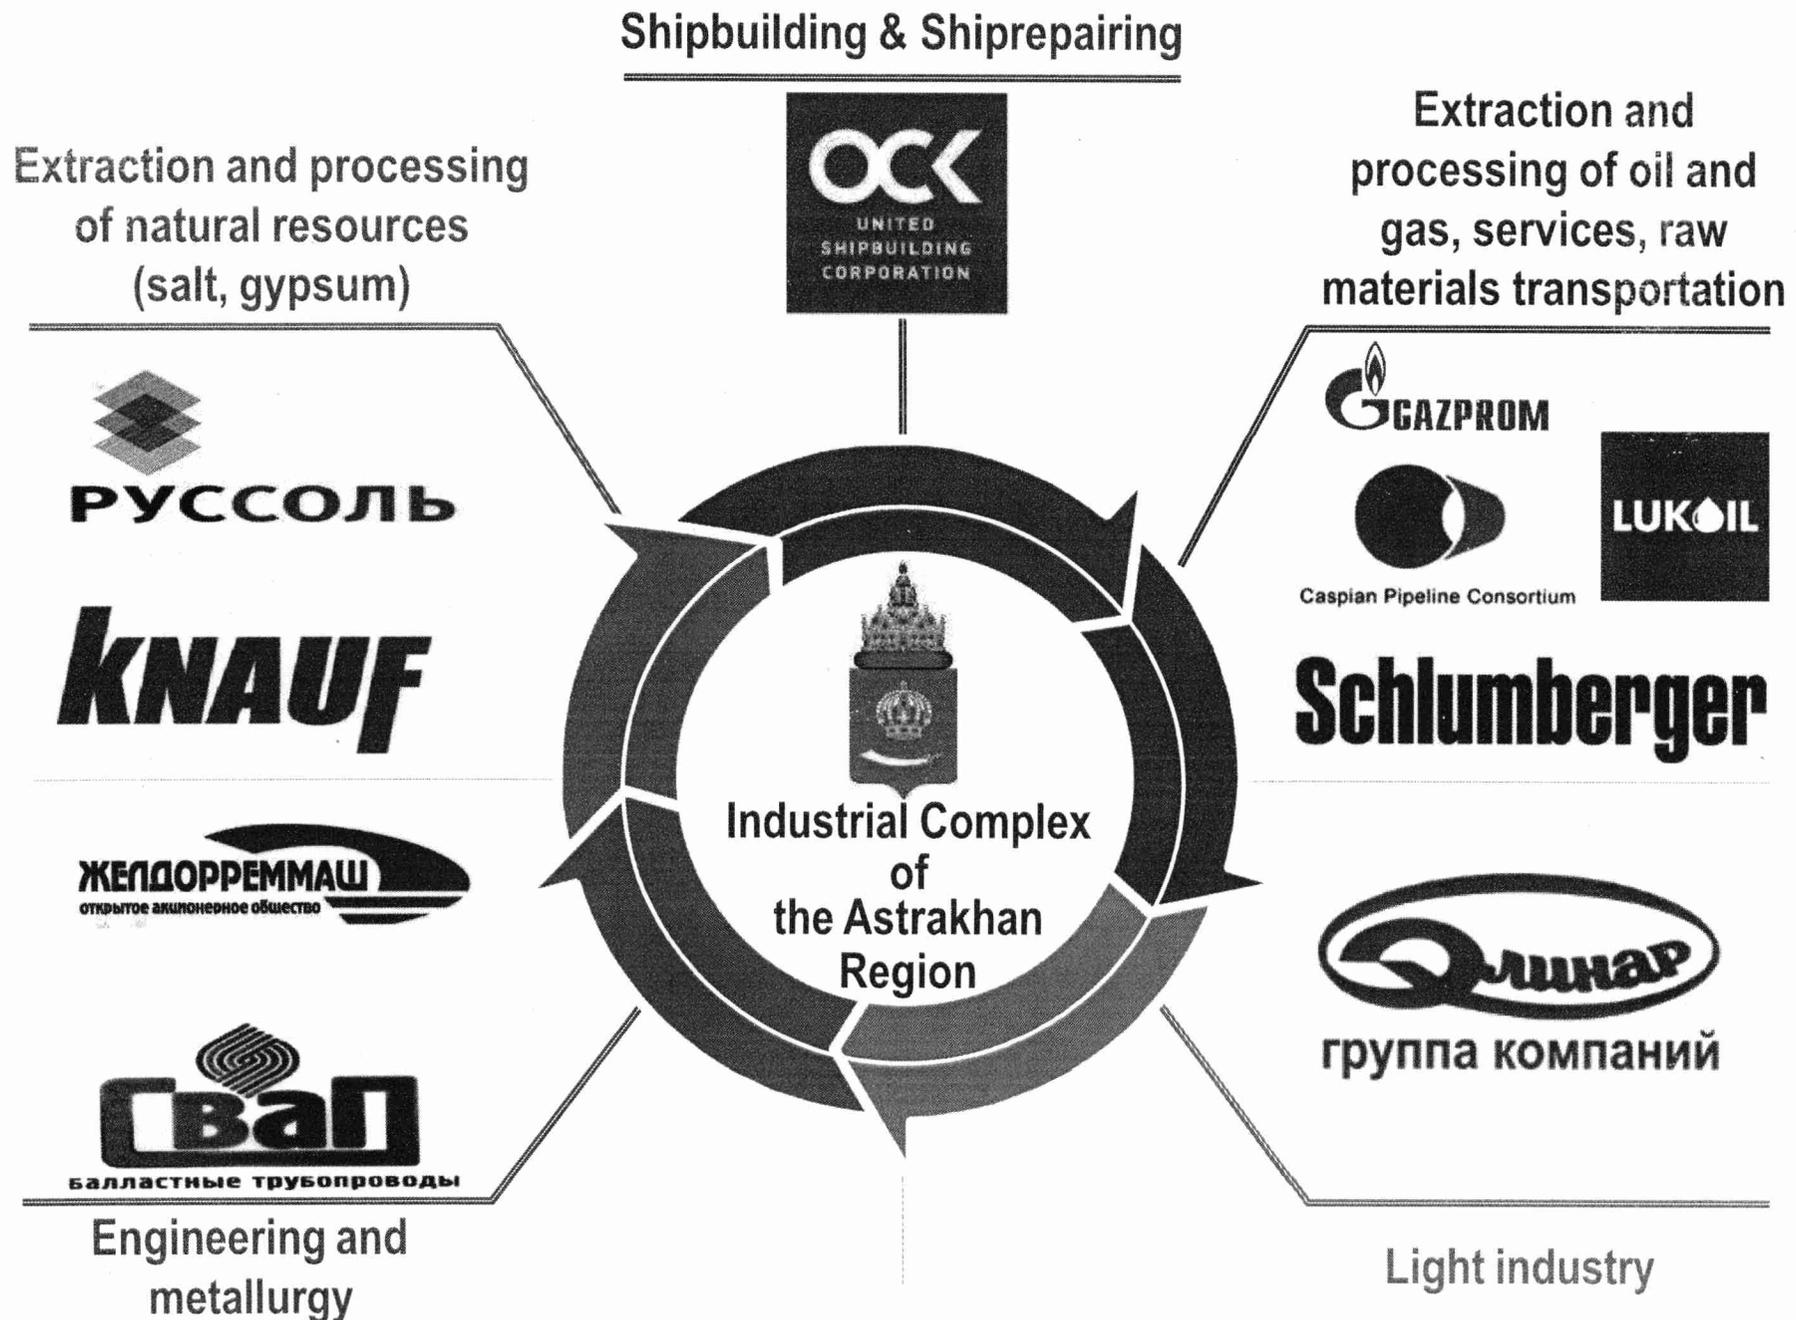 Shipbuilding & Shiprepairing
ОСК
UNITED
SHIPBUILDING
CORPORATION
Extraction and processing
of natural resources
(salt, gypsum)
РУССОЛЬ
KNAUF
Extraction and
processing of oil and
gas, services, raw
materials transportation
GAZPROM
LUKOIL
Caspian Pipeline Consortium
Schlumberger
Industrial Complex
of
the Astrakhan
Region
ЖЕЛДОРРЕММАШ
открытое акционерное общество
СВАП
балластные трубопроводы
Engineering and
metallurgy
Элинар
группа компаний
Light industry